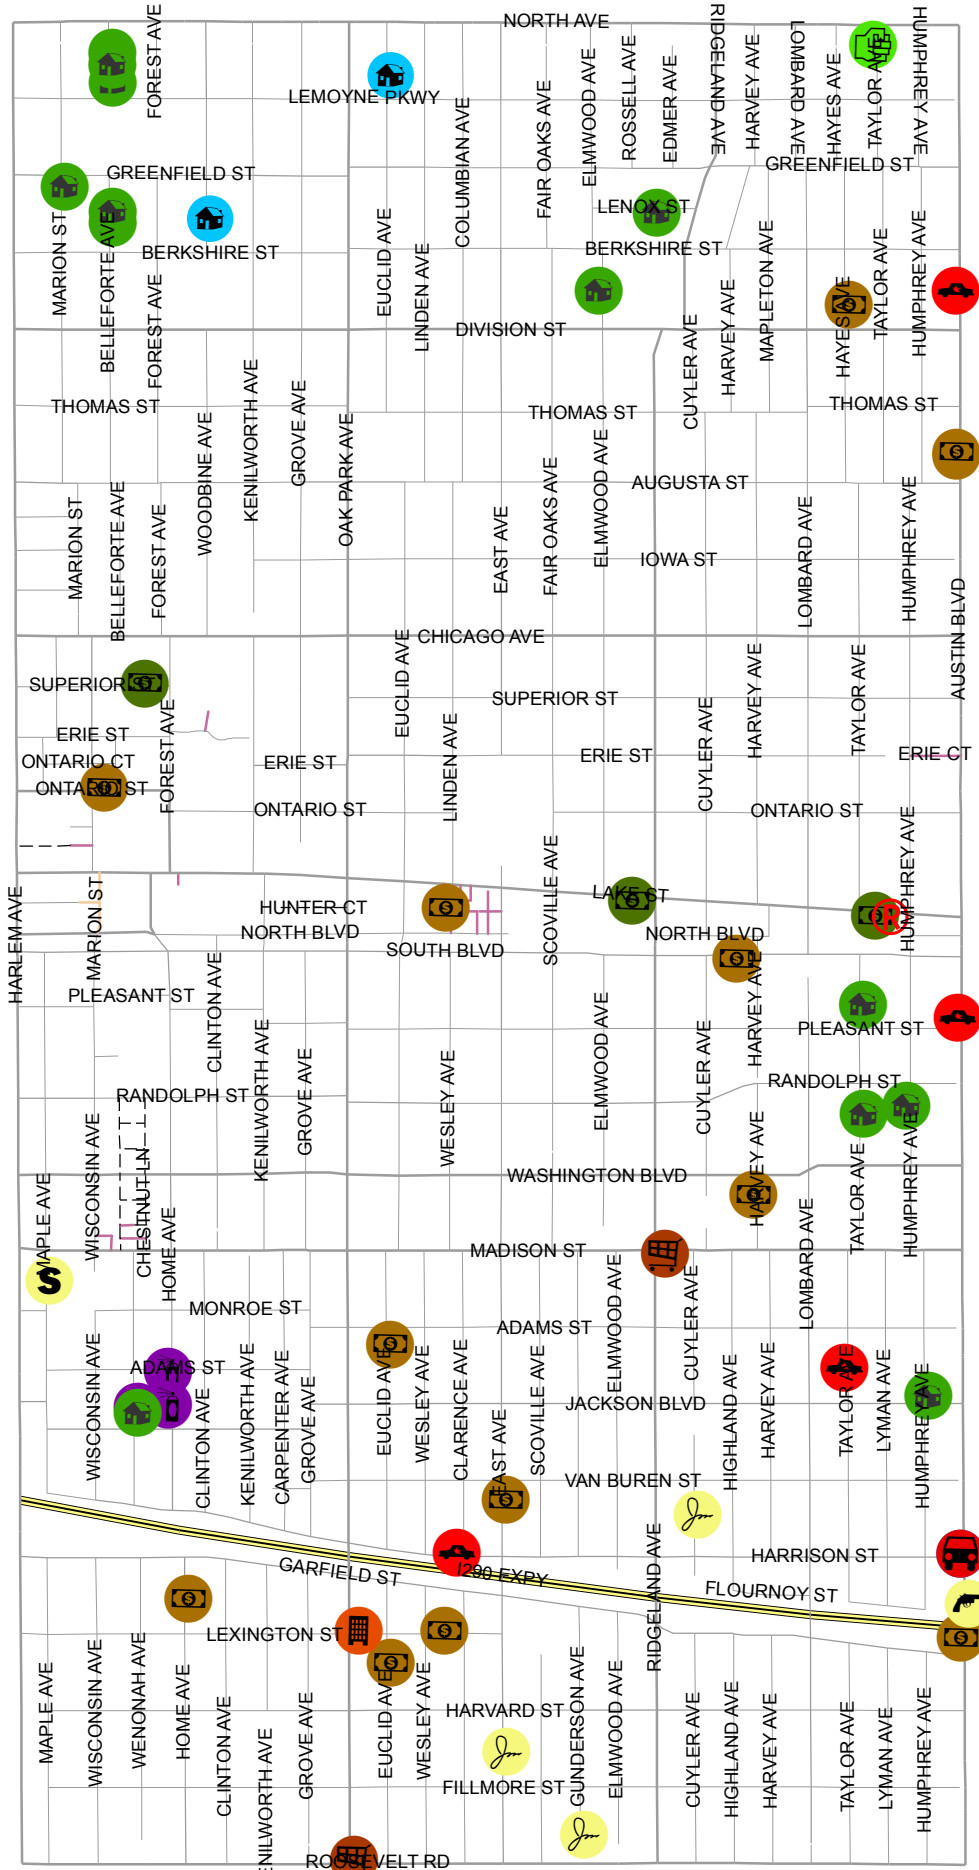 NORTH AVE
FOREST AVE
RIDGELAND AVE
HARVEY AVE
LOMBARD AVE
HAYES AVE
TAYLOR AVE
HUMPHREY AVE
LEMOYNE PKWY
COLUMBIAN AVE
FAIR OAKS AVE
ELMWOOD AVE
ROSSELL AVE
EDMER AVE
GREENFIELD ST
GREENFIELD ST
MARION ST
BELLEFORTE AVE
FOREST AVE
BERKSHIRE ST
EUCLID AVE
LINDEN AVE
LENOX ST
BERKSHIRE ST
CUYLER AVE
HARVEY AVE
MAPLETON AVE
HAYES AVE
TAYLOR AVE
HUMPHREY AVE
DIVISION ST
THOMAS ST
THOMAS ST
THOMAS ST
WOODBINE AVE
KENILWORTH AVE
GROVE AVE
OAK PARK AVE
ELMWOOD AVE
AUGUSTA ST
MARION ST
BELLEFORTE AVE
FOREST AVE
EAST AVE
FAIR OAKS AVE
IOWA ST
LOMBARD AVE
HUMPHREY AVE
AUSTIN BLVD
CHICAGO AVE
EUCLID AVE
SUPERIOR ST
SUPERIOR ST
HARVEY AVE
TAYLOR AVE
ERIE ST
FOREST AVE
LINDEN AVE
CUYLER AVE
ONTARIO CT
ERIE ST
ERIE ST
ERIE CT
ONTARIO ST
ONTARIO ST
ONTARIO ST
HUMPHREY AVE
SCOVILLE AVE
LAKE ST
R
HARLEM AVE
MARION ST
HUNTER CT
NORTH BLVD
SOUTH BLVD
NORTH BLVD
HARVEY AVE
PLEASANT ST
CLINTON AVE
PLEASANT ST
KENILWORTH AVE
GROVE AVE
WESLEY AVE
ELMWOOD AVE
CUYLER AVE
RANDOLPH ST
RANDOLPH ST
WISCONSIN AVE
CHESTNUT LN
HOME AVE
MAPLE AVE
WASHINGTON BLVD
HARVEY AVE
LOMBARD AVE
TAYLOR AVE
HUMPHREY AVE
MADISON ST
S
MONROE ST
ADAMS ST
ELMWOOD AVE
CUYLER AVE
ADAMS ST
WISCONSIN AVE
CLINTON AVE
KENILWORTH AVE
CARPENTER AVE
GROVE AVE
EUCLID AVE
WESLEY AVE
CLARENCE AVE
EAST AVE
SCOVILLE AVE
JACKSON BLVD
HIGHLAND AVE
HARVEY AVE
TAYLOR AVE
LYMAN AVE
HUMPHREY AVE
VAN BUREN ST
HARRISON ST
GARFIELD ST
I290 EXPY
RIDGELAND AVE
FLOURNOY ST
LEXINGTON ST
MAPLE AVE
WISCONSIN AVE
WENONAH AVE
HOME AVE
CLINTON AVE
GROVE AVE
EUCLID AVE
WESLEY AVE
HARVARD ST
GUNDERSON AVE
ELMWOOD AVE
CUYLER AVE
HIGHLAND AVE
HARVEY AVE
TAYLOR AVE
LYMAN AVE
HUMPHREY AVE
FILLMORE ST
ENILWORTH AVE
ROOSEVELT RD